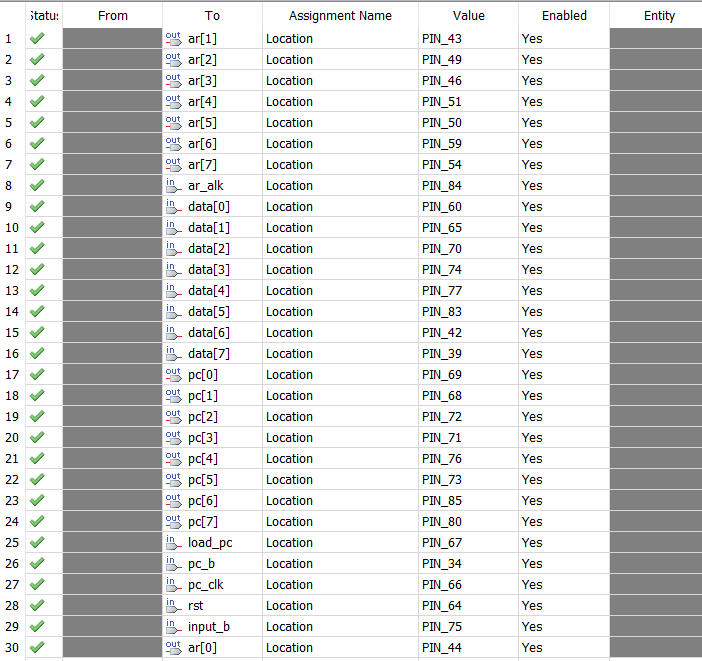 Status From To Assignment Name Value Enabled Entity
1 out ar[1] Location PIN_43 Yes
2 out ar[2] Location PIN_49 Yes
3 out ar[3] Location PIN_46 Yes
4 out ar[4] Location PIN_51 Yes
5 out ar[5] Location PIN_50 Yes
6 out ar[6] Location PIN_59 Yes
7 out ar[7] Location PIN_54 Yes
8 in ar_alk Location PIN_84 Yes
9 in data[0] Location PIN_60 Yes
10 in data[1] Location PIN_65 Yes
11 in data[2] Location PIN_70 Yes
12 in data[3] Location PIN_74 Yes
13 in data[4] Location PIN_77 Yes
14 in data[5] Location PIN_83 Yes
15 in data[6] Location PIN_42 Yes
16 in data[7] Location PIN_39 Yes
17 out pc[0] Location PIN_69 Yes
18 out pc[1] Location PIN_68 Yes
19 out pc[2] Location PIN_72 Yes
20 out pc[3] Location PIN_71 Yes
21 out pc[4] Location PIN_76 Yes
22 out pc[5] Location PIN_73 Yes
23 out pc[6] Location PIN_85 Yes
24 out pc[7] Location PIN_80 Yes
25 in load_pc Location PIN_67 Yes
26 in pc_b Location PIN_34 Yes
27 in pc_clk Location PIN_66 Yes
28 in rst Location PIN_64 Yes
29 in input_b Location PIN_75 Yes
30 out ar[0] Location PIN_44 Yes